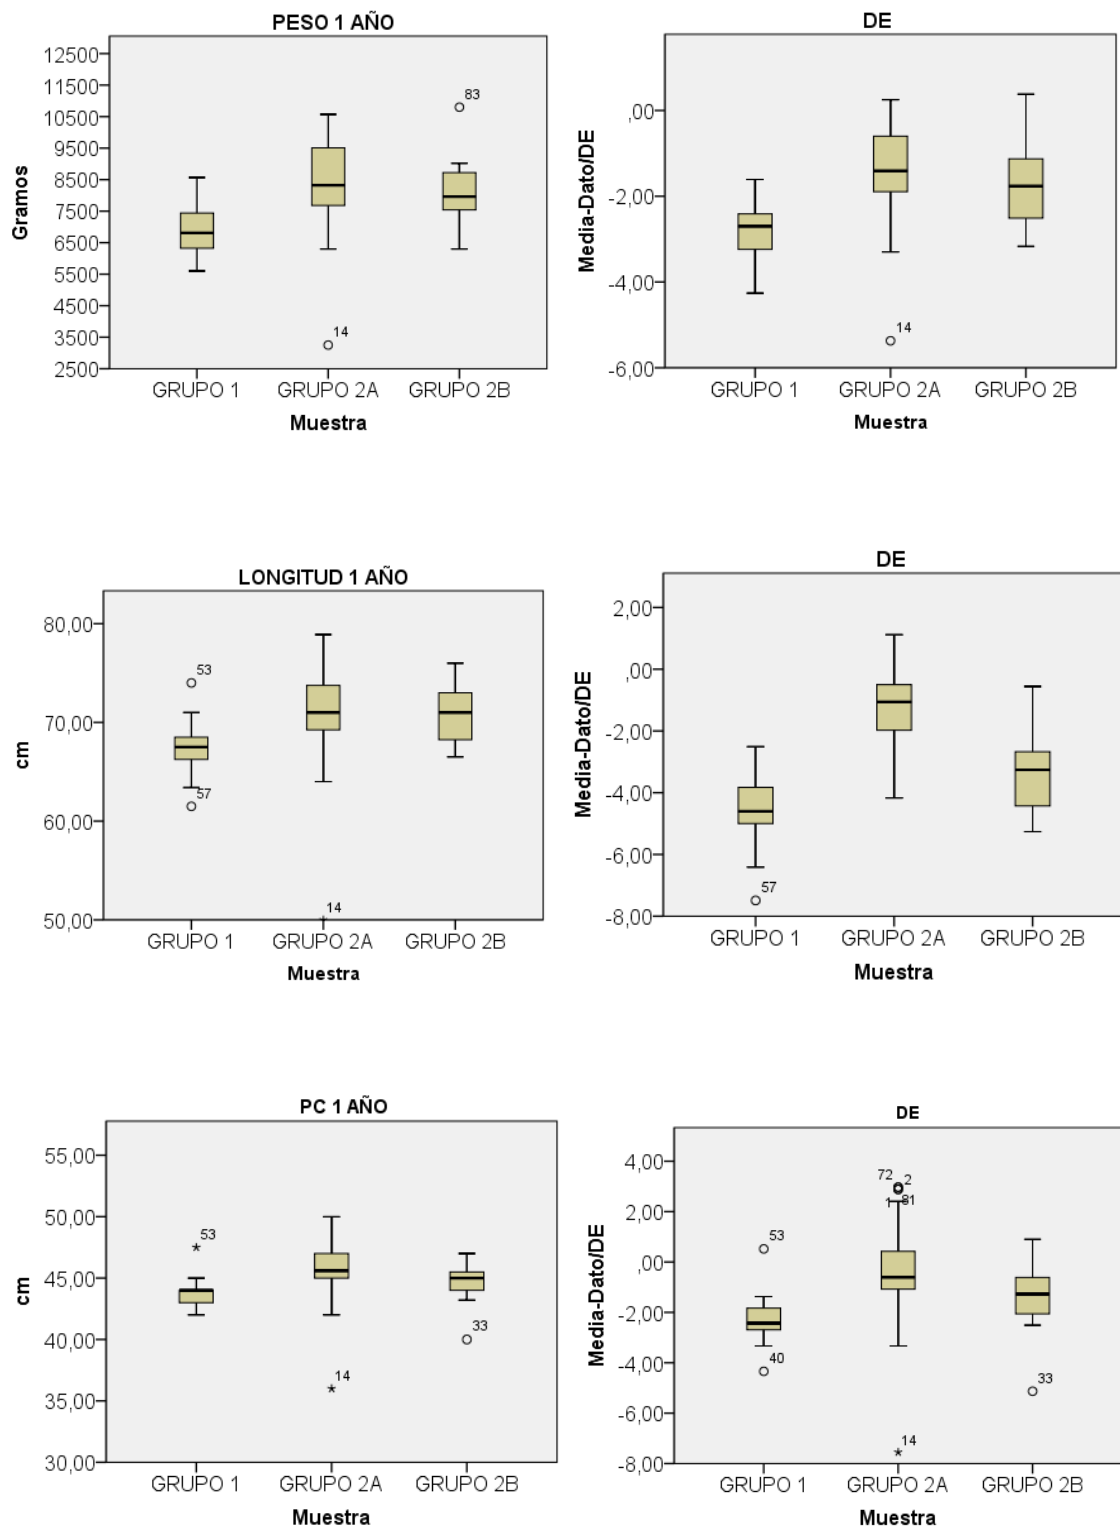 PESO 1 AÑO
12500
11500
10500
9500
8500
7500
6500
5500
4500
3500
2500
Gramos
83
14
GRUPO 1 GRUPO 2A GRUPO 2B
Muestra
DE
,00
-2,00
-4,00
-6,00
Media-Dato/DE
14
GRUPO 1 GRUPO 2A GRUPO 2B
Muestra
LONGITUD 1 AÑO
80,00
70,00
60,00
50,00
cm
53
57
14
GRUPO 1 GRUPO 2A GRUPO 2B
Muestra
DE
2,00
,00
-2,00
-4,00
-6,00
-8,00
Media-Dato/DE
57
GRUPO 1 GRUPO 2A GRUPO 2B
Muestra
PC 1 AÑO
55,00
50,00
45,00
40,00
35,00
30,00
cm
53
33
14
GRUPO 1 GRUPO 2A GRUPO 2B
Muestra
DE
4,00
2,00
,00
-2,00
-4,00
-6,00
-8,00
Media-Dato/DE
72 2
1 81
53
40
33
14
GRUPO 1 GRUPO 2A GRUPO 2B
Muestra